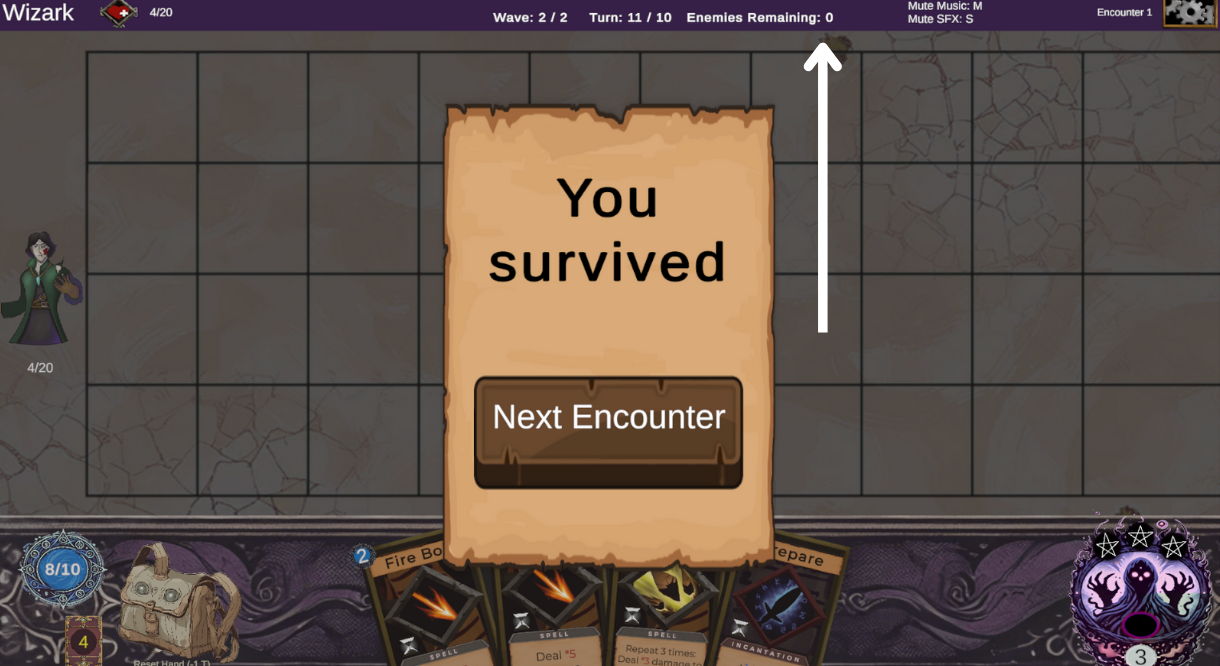 Wizark
4/20
Wave: 2 / 2
Turn: 11 / 10
Enemies Remaining: 0
Mute Music: M
Mute SFX: S
Encounter 1
You
survived
4/20
Next Encounter
8/10
4
Reset Hand (-1 T)
2
Fire
SPELL
SPELL
Deal *5
SPELL
Repeat 3 times:
Deal *3 damage to
INCANTATION
3